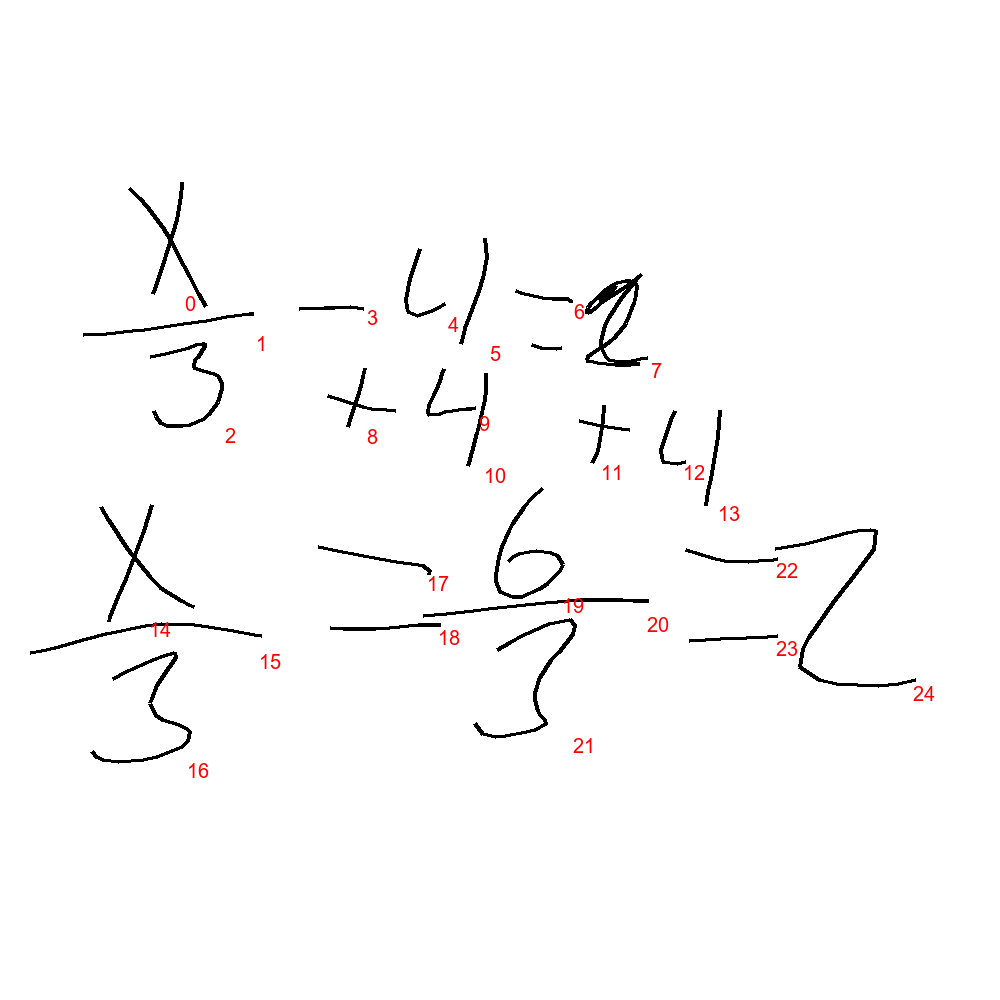 x/3 - 4 = 2
+ 4 + 4
x/3 = 6/3 = 2